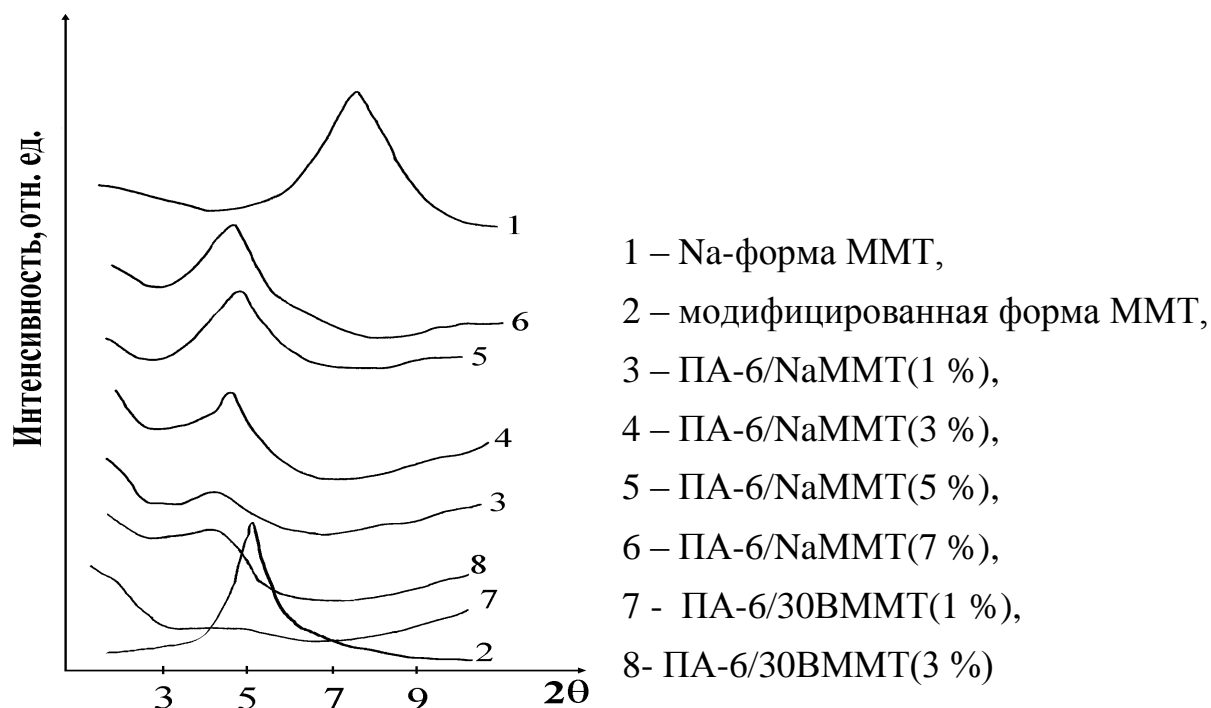 Интенсивность, отн. ед.
1
6
5
4
3
8
7
2
3 5 7 9 2θ
1 – Na-форма ММТ,
2 – модифицированная форма ММТ,
3 – ПА-6/NaMMT(1 %),
4 – ПА-6/NaMMT(3 %),
5 – ПА-6/NaMMT(5 %),
6 – ПА-6/NaMMT(7 %),
7 - ПА-6/30ВММТ(1 %),
8- ПА-6/30ВММТ(3 %)